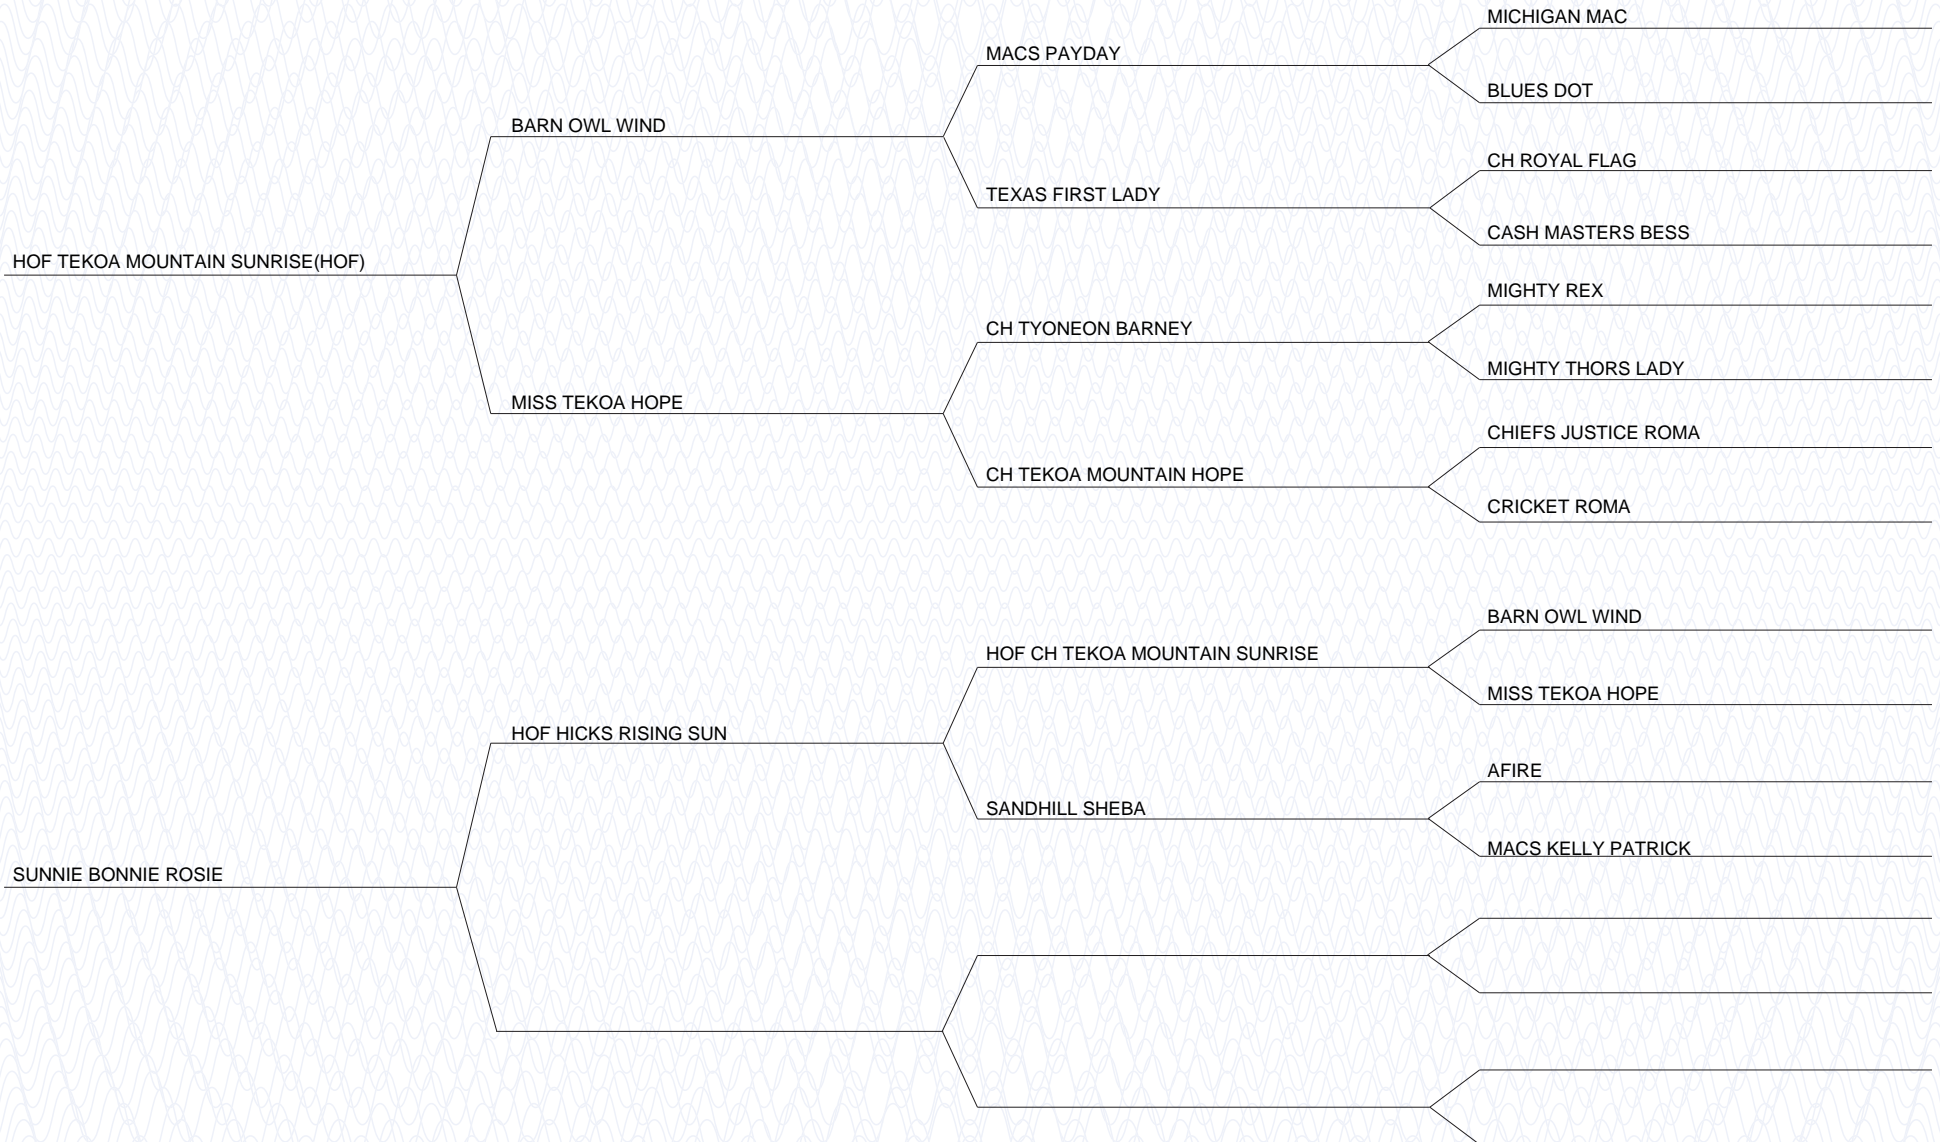 MICHIGAN MAC
MACS PAYDAY
BLUES DOT
BARN OWL WIND
CH ROYAL FLAG
TEXAS FIRST LADY
CASH MASTERS BESS
HOF TEKOA MOUNTAIN SUNRISE(HOF)
MIGHTY REX
CH TYONEON BARNEY
MIGHTY THORS LADY
MISS TEKOA HOPE
CHIEFS JUSTICE ROMA
CH TEKOA MOUNTAIN HOPE
CRICKET ROMA
BARN OWL WIND
HOF CH TEKOA MOUNTAIN SUNRISE
MISS TEKOA HOPE
HOF HICKS RISING SUN
AFIRE
SANDHILL SHEBA
MACS KELLY PATRICK
SUNNIE BONNIE ROSIE